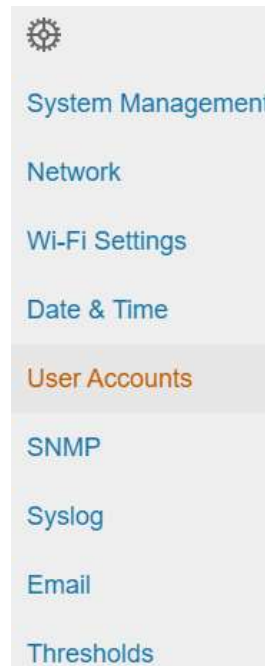 System Management
Network
Wi-Fi Settings
Date & Time
User Accounts
SNMP
Syslog
Email
Thresholds